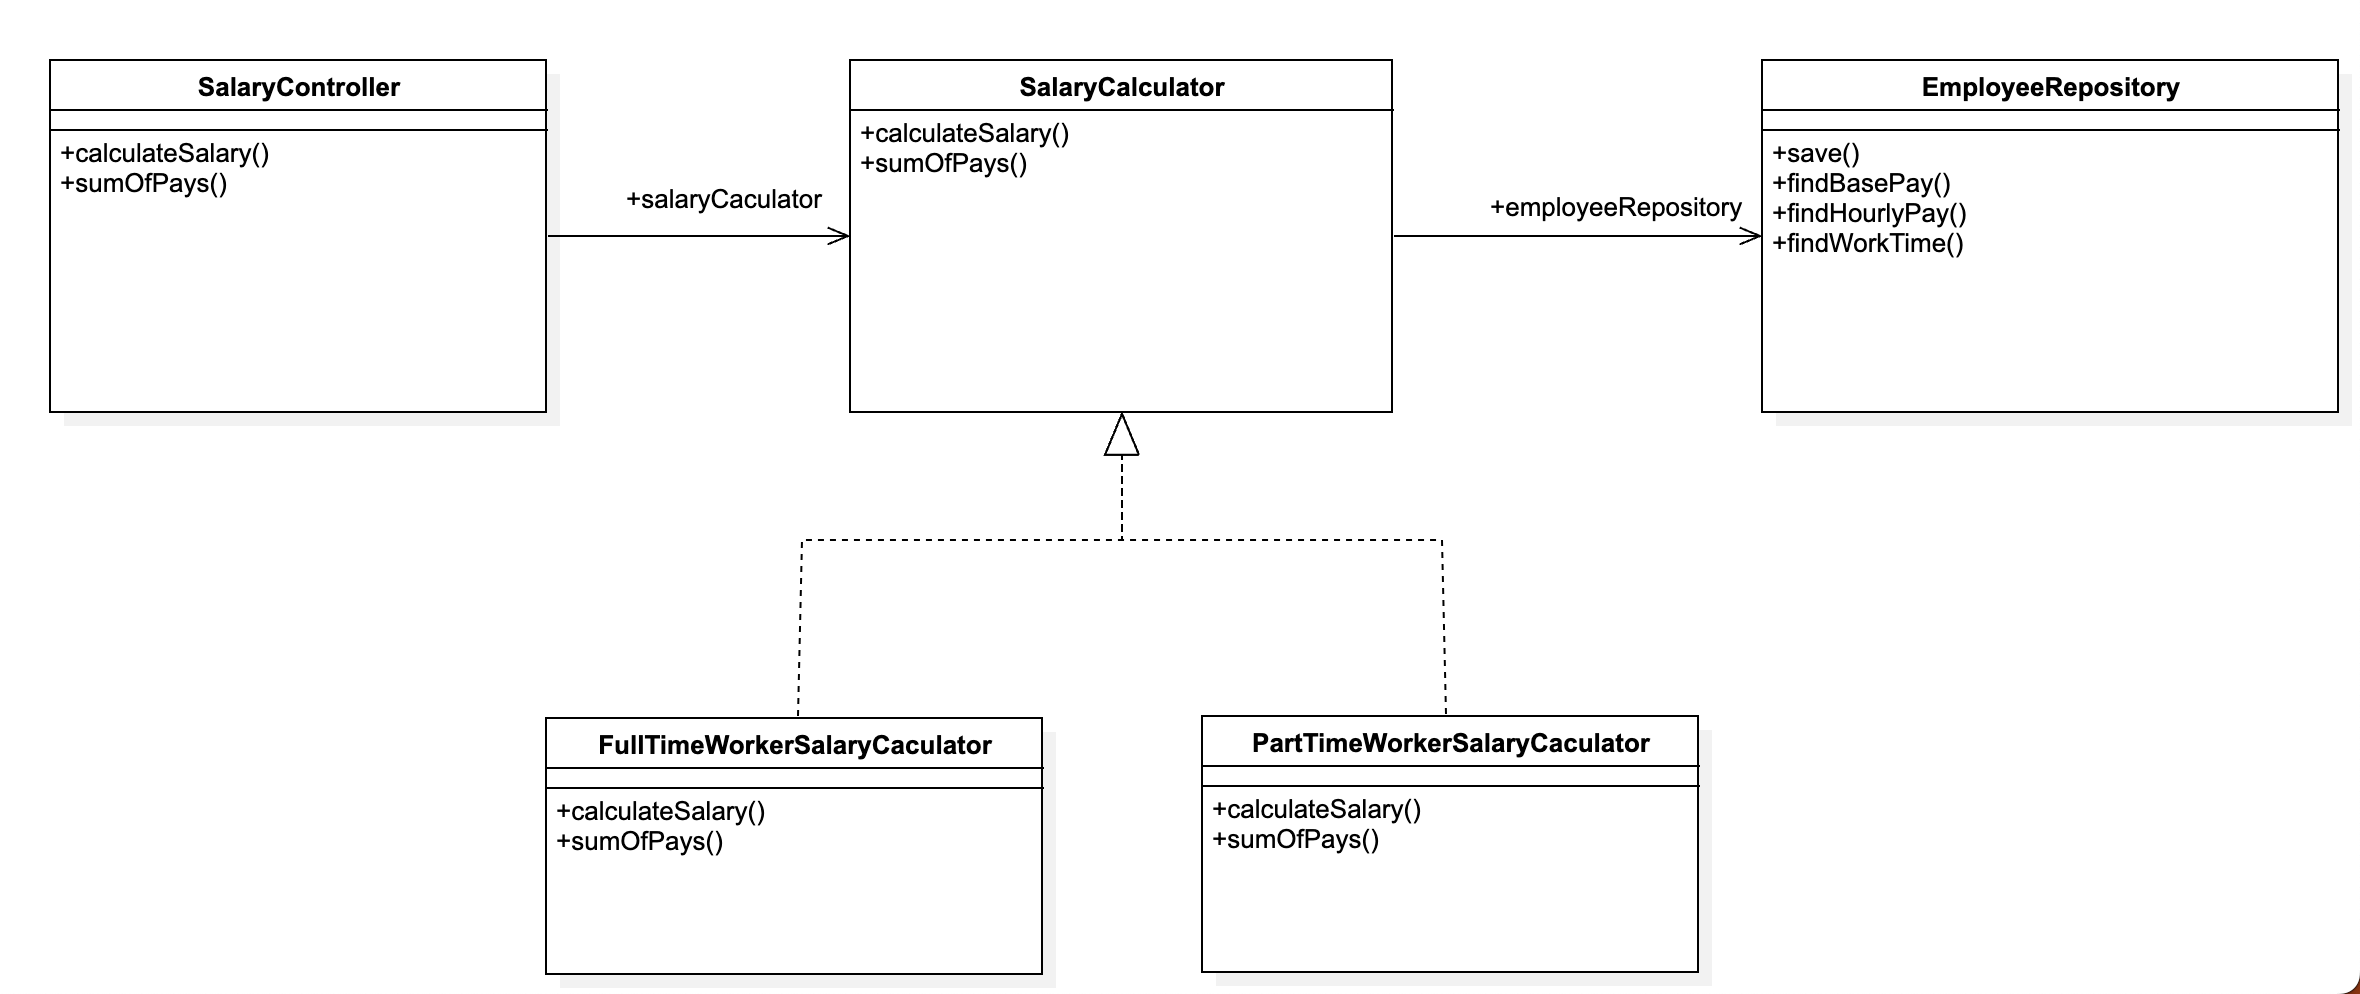 SalaryController
+calculateSalary()
+sumOfPays()
+salaryCaculator
SalaryCalculator
+calculateSalary()
+sumOfPays()
+employeeRepository
EmployeeRepository
+save()
+findBasePay()
+findHourlyPay()
+findWorkTime()
FullTimeWorkerSalaryCaculator
+calculateSalary()
+sumOfPays()
PartTimeWorkerSalaryCaculator
+calculateSalary()
+sumOfPays()